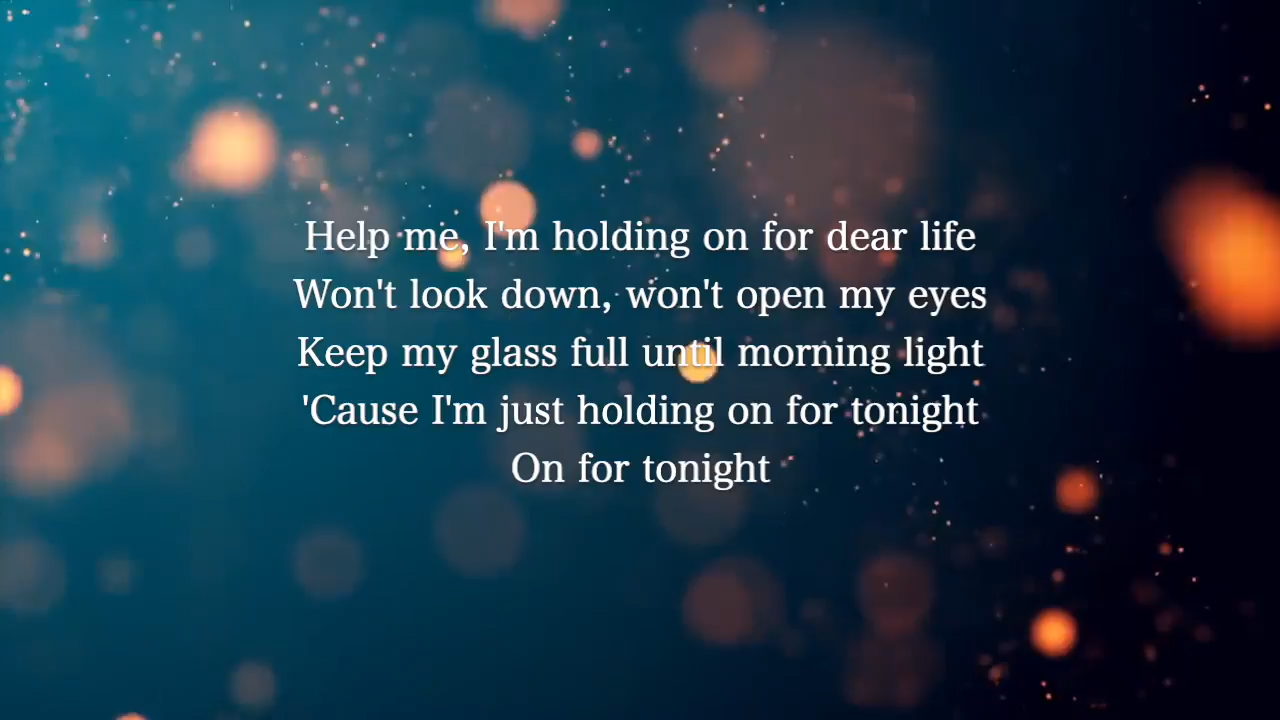 Help me, I'm holding on for dear life
Won't look down, won't open my eyes
Keep my glass full until morning light
'Cause I'm just holding on for tonight
On for tonight